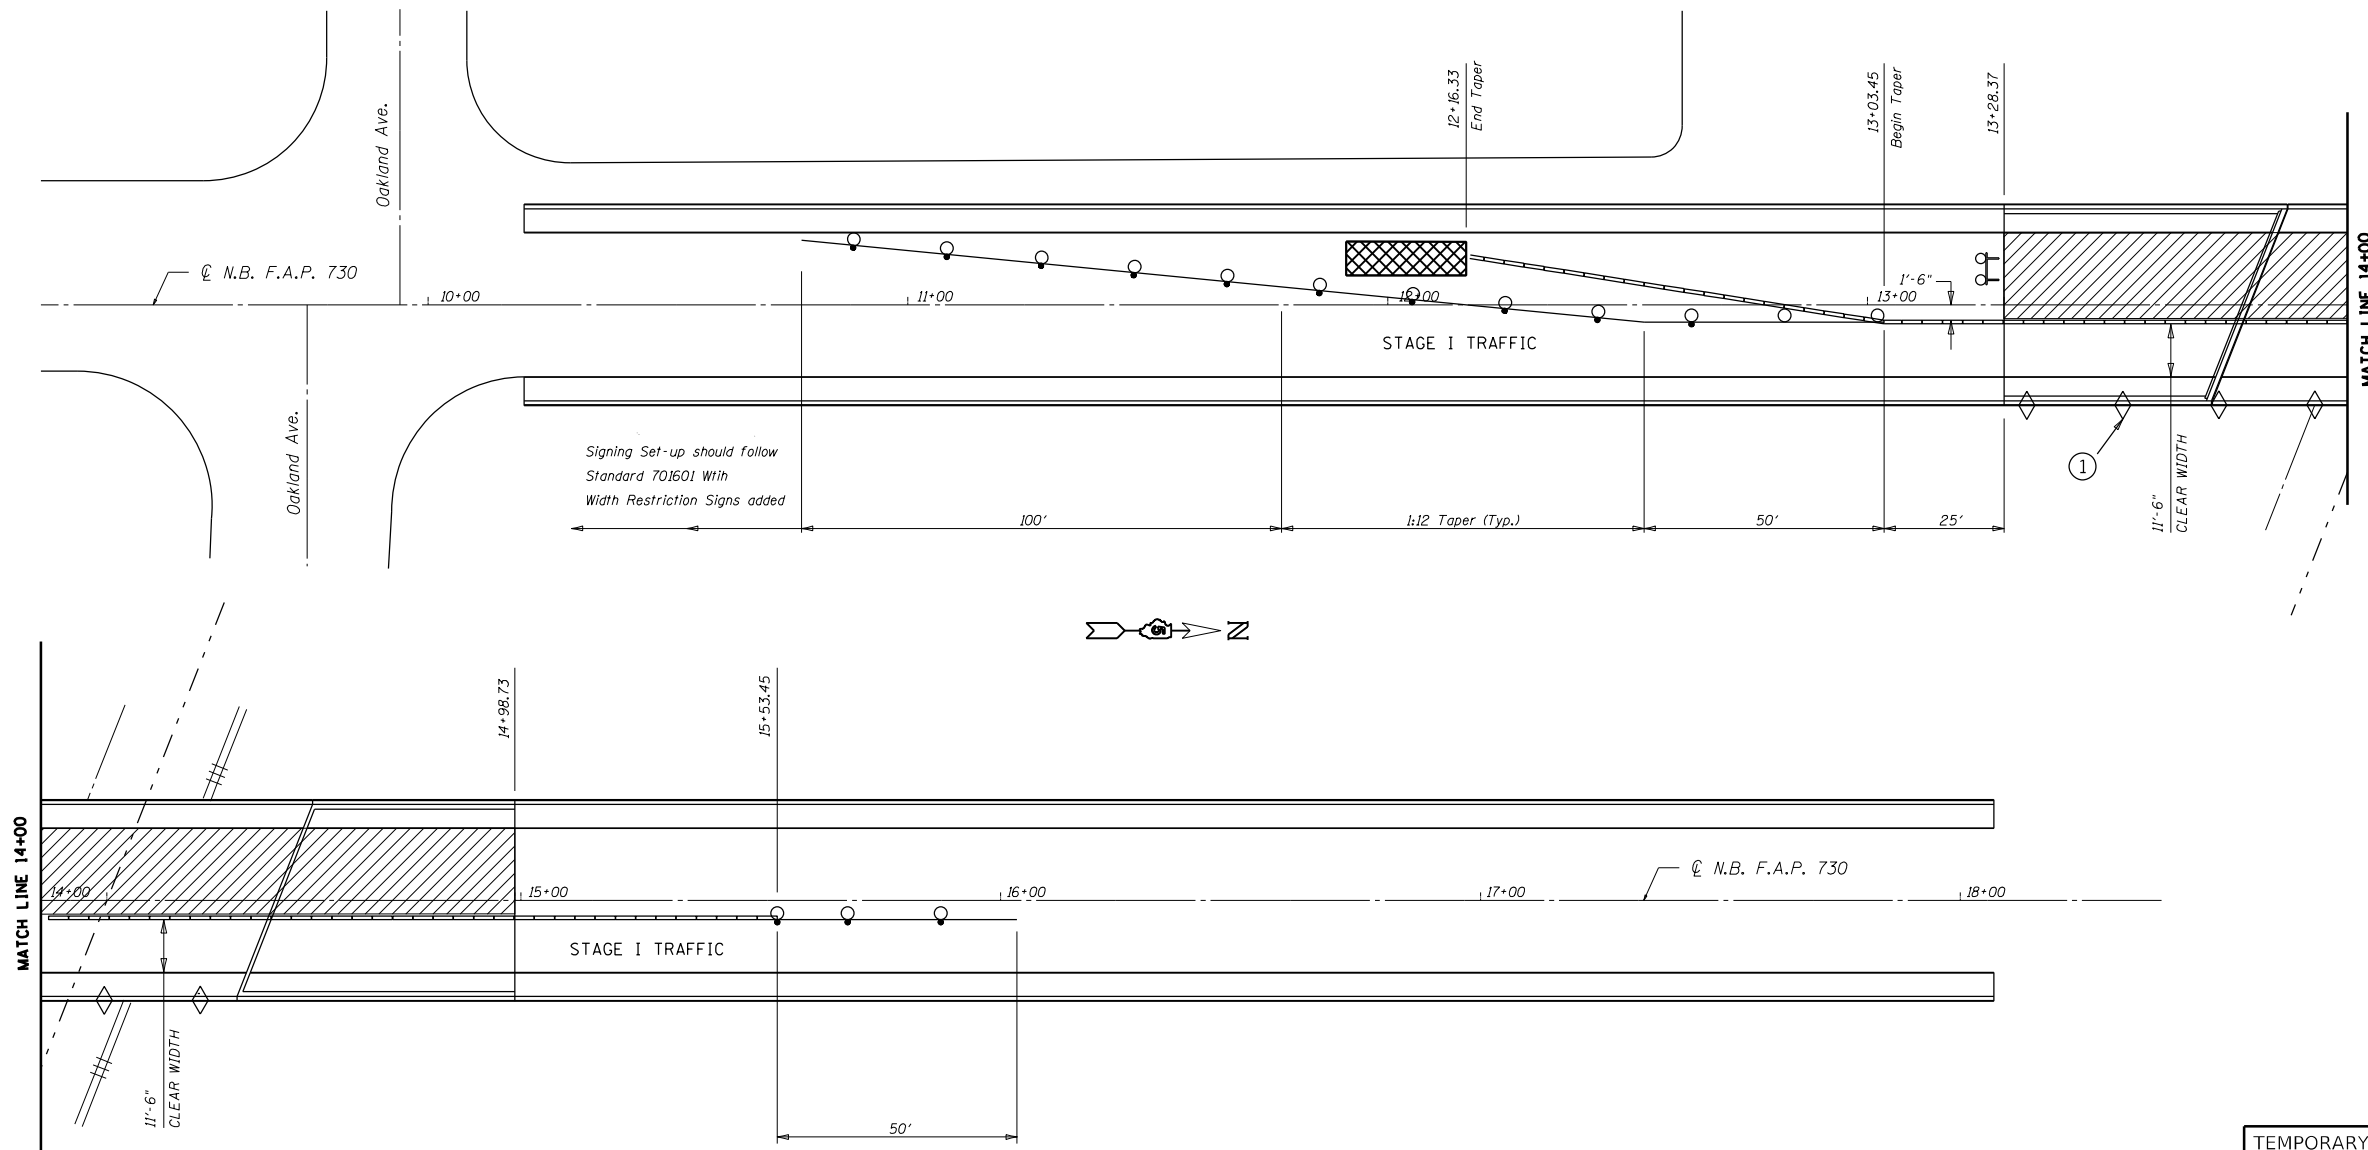 Oakland Ave.
12+16.33
End Taper
13+03.45
Begin Taper
13+28.37
MATCH LINE 14+00
℄ N.B. F.A.P. 730
10+00
11+00
12+00
13+00
1'-6"
STAGE I TRAFFIC
Oakland Ave.
Signing Set-up should follow
Standard 701601 Wtih
Width Restriction Signs added
100'
1:12 Taper (Typ.)
50'
25'
1
11'-6"
CLEAR WIDTH
5
N
MATCH LINE 14+00
14+98.73
15+53.45
14+00
15+00
16+00
17+00
18+00
℄ N.B. F.A.P. 730
STAGE I TRAFFIC
11'-6"
CLEAR WIDTH
50'
TEMPORARY